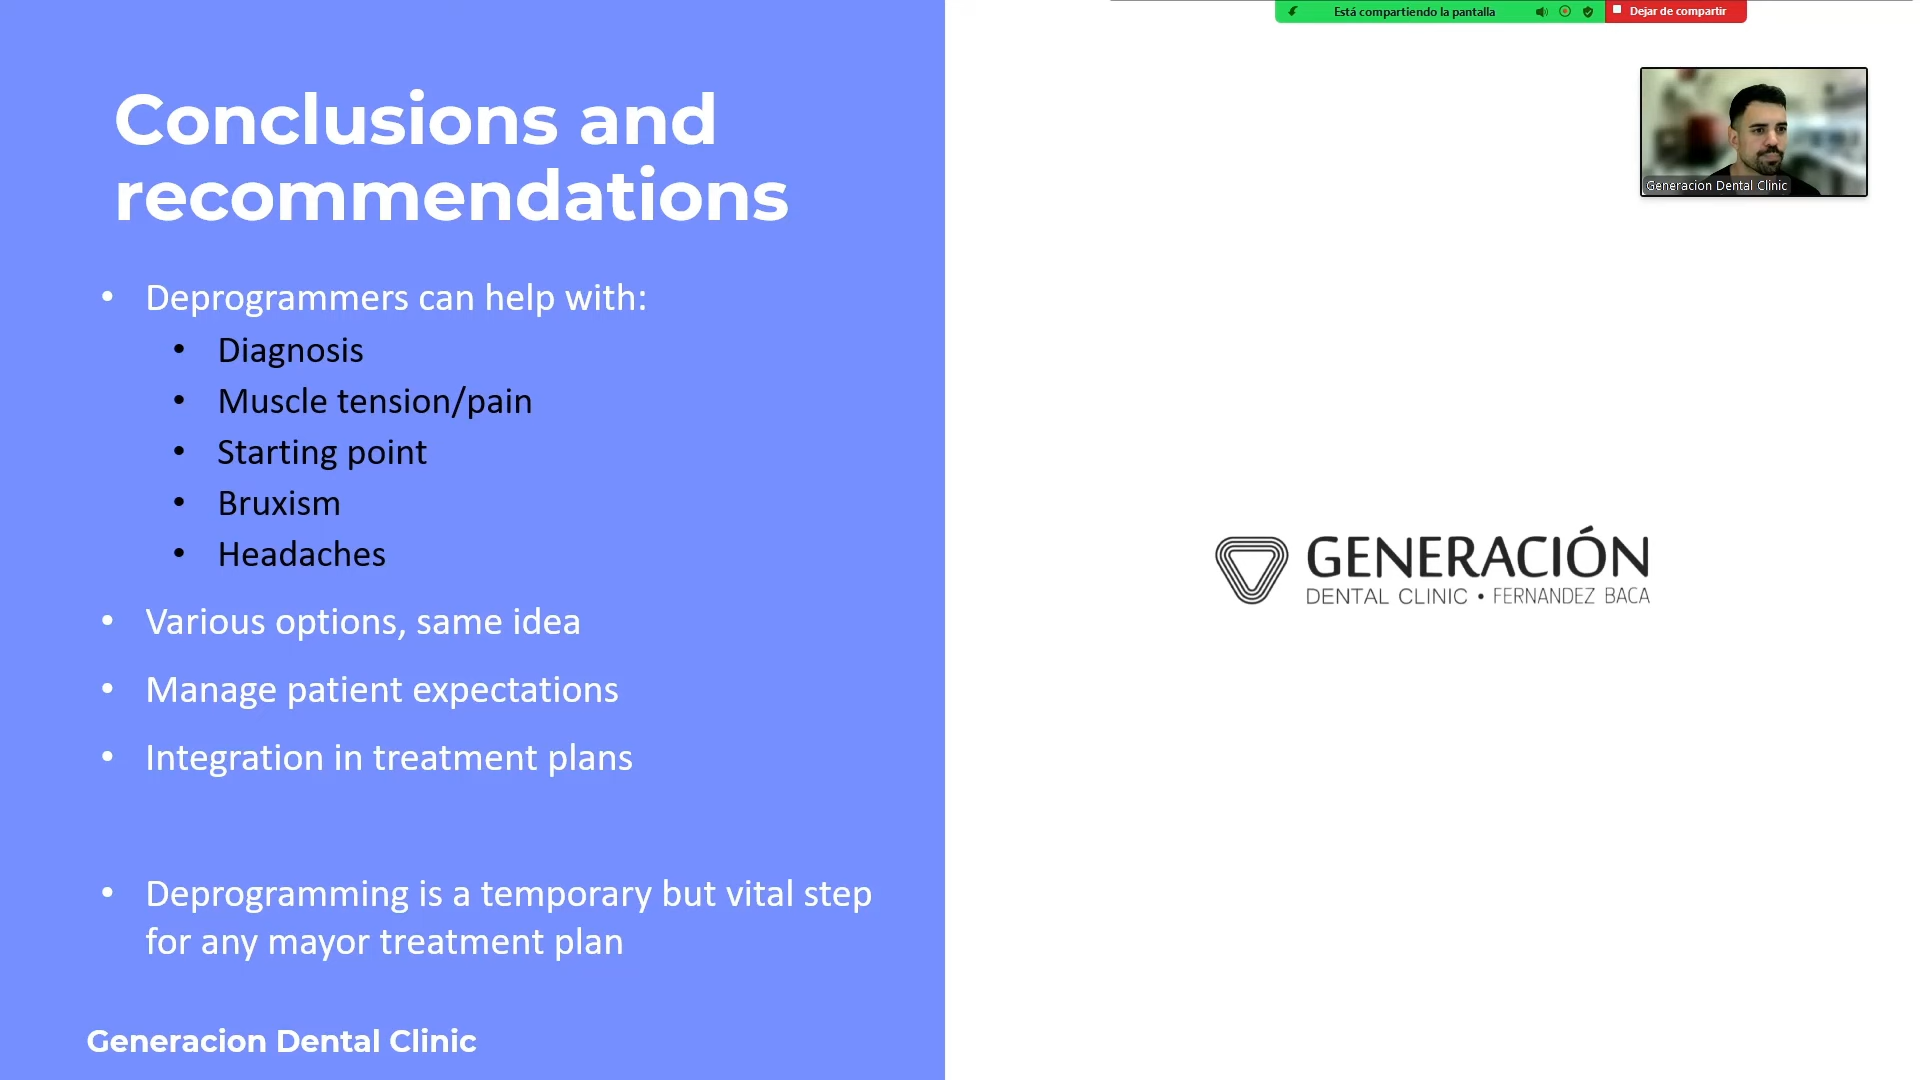 Está compartiendo la pantalla
Dejar de compartir
Conclusions and
recommendations
Generacion Dental Clinic
• Deprogrammers can help with:
• Diagnosis
• Muscle tension/pain
• Starting point
• Bruxism
• Headaches
• Various options, same idea
• Manage patient expectations
• Integration in treatment plans
• Deprogramming is a temporary but vital step
for any mayor treatment plan
GENERACIÓN
DENTAL CLINIC • FERNANDEZ BACA
Generacion Dental Clinic